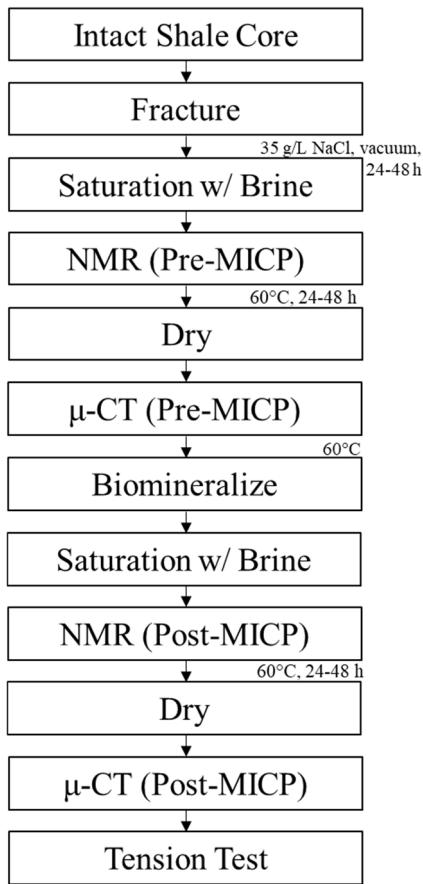 Intact Shale Core
Fracture
35 g/L NaCl, vacuum,
24-48 h
Saturation w/ Brine
NMR (Pre-MICP)
60°C, 24-48 h
Dry
μ-CT (Pre-MICP)
60°C
Biomineralize
Saturation w/ Brine
NMR (Post-MICP)
60°C, 24-48 h
Dry
μ-CT (Post-MICP)
Tension Test